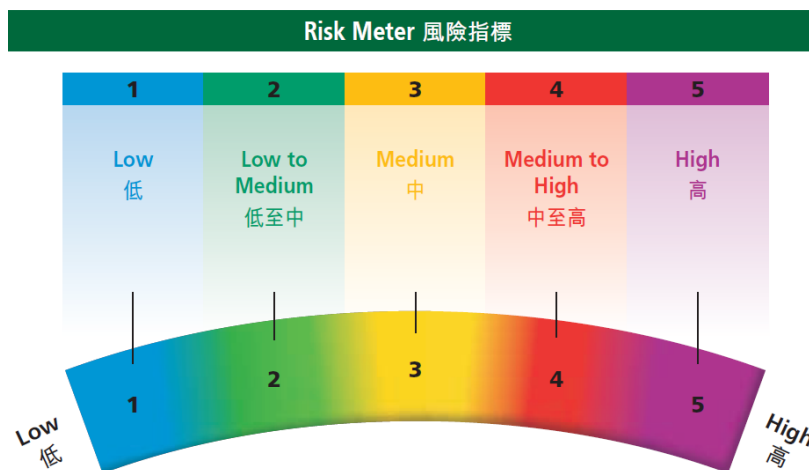 Risk Meter 風險指標
1 2 3 4 5
Low
低
Low to
Medium
低至中
Medium
中
Medium to
High
中至高
High
高
1 2 3 4 5
Low
低
High
高